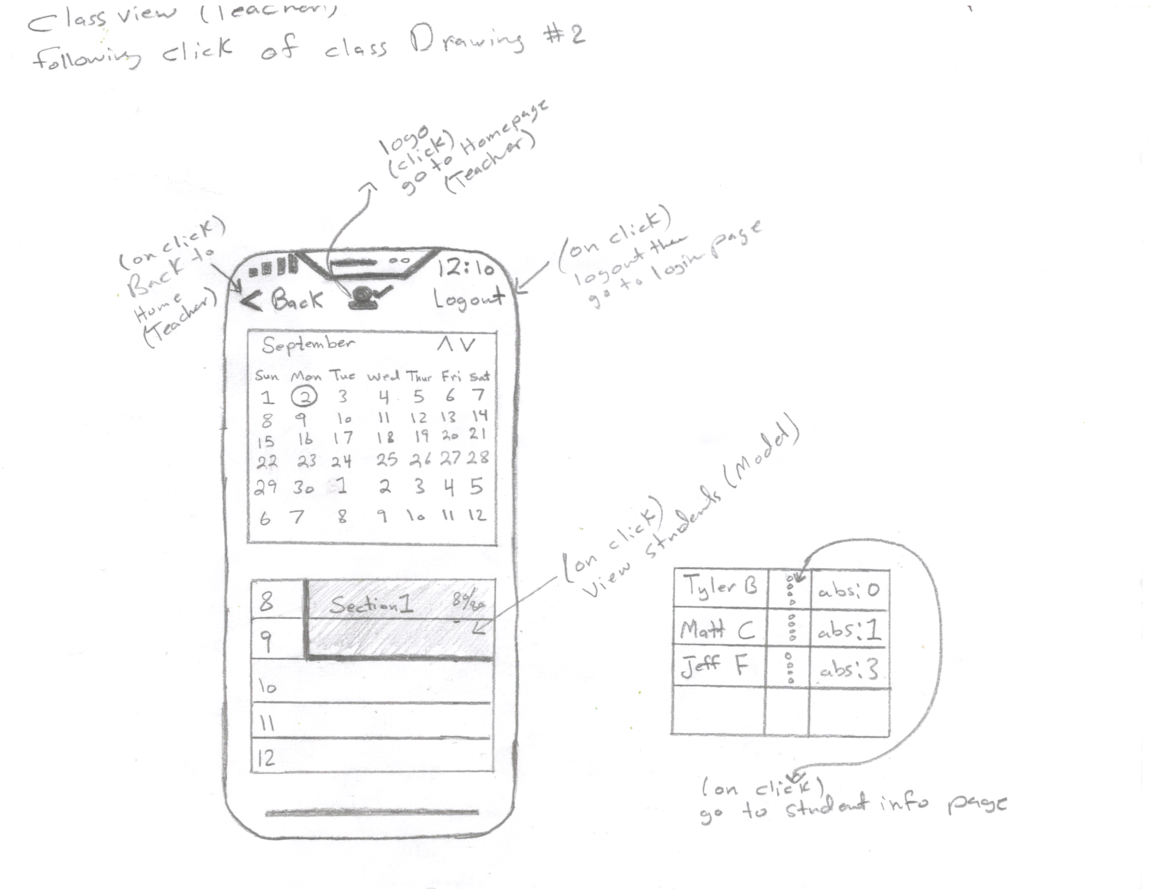 Class view (Teacher)
following click of class Drawing #2
logo
(click)
go to Homepage
(Teacher)
(on click)
Back to
Home
(Teacher)
(on click)
logout then
go to login page
12:10
< Back
Logout
September
Sun Mon Tue Wed Thur Fri Sat
1 2 3 4 5 6 7
8 9 10 11 12 13 14
15 16 17 18 19 20 21
22 23 24 25 26 27 28
29 30 1 2 3 4 5
6 7 8 9 10 11 12
(on click)
View students (Model)
8 Section 1
9
10
11
12
Tyler B abs:0
Matt C abs:1
Jeff F abs:3
(on click)
go to student info page